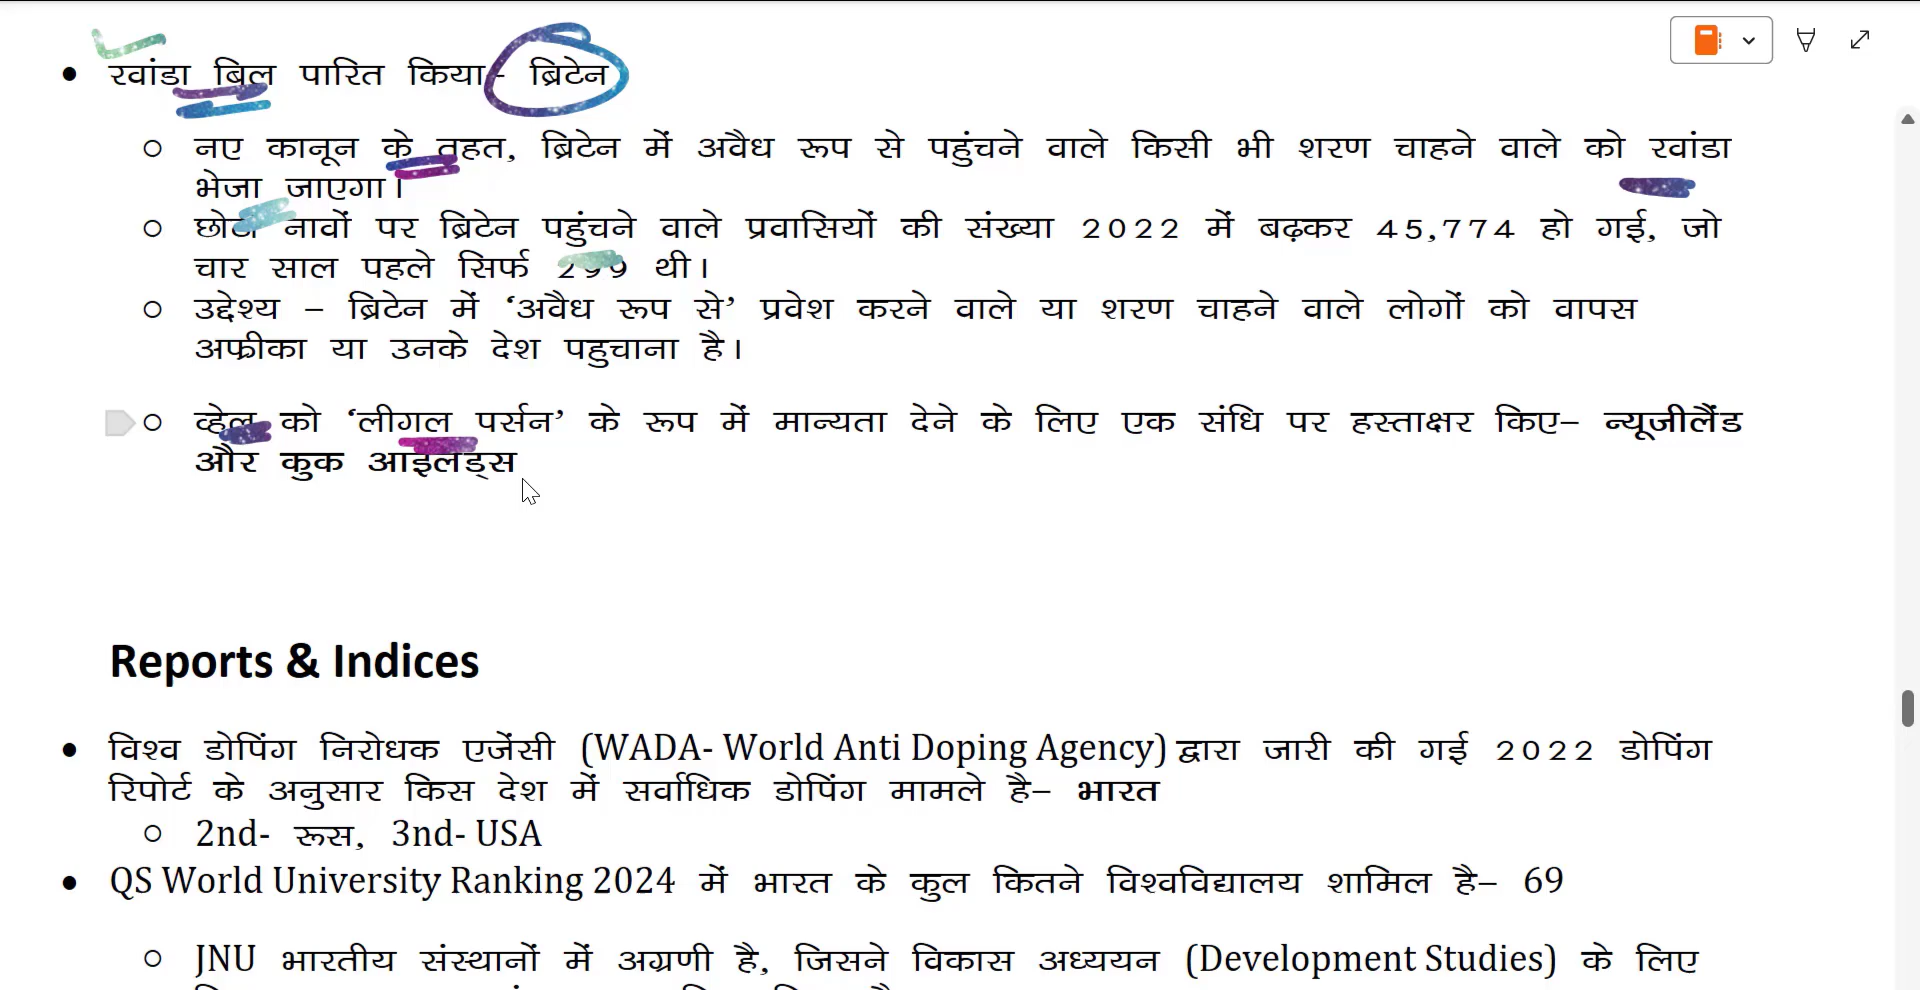 • रवांडा बिल पारित किया- ब्रिटेन
○ नए कानून के तहत, ब्रिटेन में अवैध रूप से पहुंचने वाले किसी भी शरण चाहने वाले को रवांडा
भेजा जाएगा।
○ छोटी नावों पर ब्रिटेन पहुंचने वाले प्रवासियों की संख्या 2022 में बढ़कर 45,774 हो गई, जो
चार साल पहले सिर्फ 299 थी।
○ उद्देश्य – ब्रिटेन में ‘अवैध रूप से’ प्रवेश करने वाले या शरण चाहने वाले लोगों को वापस
अफ्रीका या उनके देश पहुचाना है।
○ व्हेल को ‘लीगल पर्सन’ के रूप में मान्यता देने के लिए एक संधि पर हस्ताक्षर किए– न्यूजीलैंड
और कुक आइलैंड्स
Reports & Indices
• विश्व डोपिंग निरोधक एजेंसी (WADA- World Anti Doping Agency) द्वारा जारी की गई 2022 डोपिंग
रिपोर्ट के अनुसार किस देश में सर्वाधिक डोपिंग मामले है– भारत
○ 2nd- रूस, 3nd- USA
• QS World University Ranking 2024 में भारत के कुल कितने विश्वविद्यालय शामिल है– 69
○ JNU भारतीय संस्थानों में अग्रणी है, जिसने विकास अध्ययन (Development Studies) के लिए